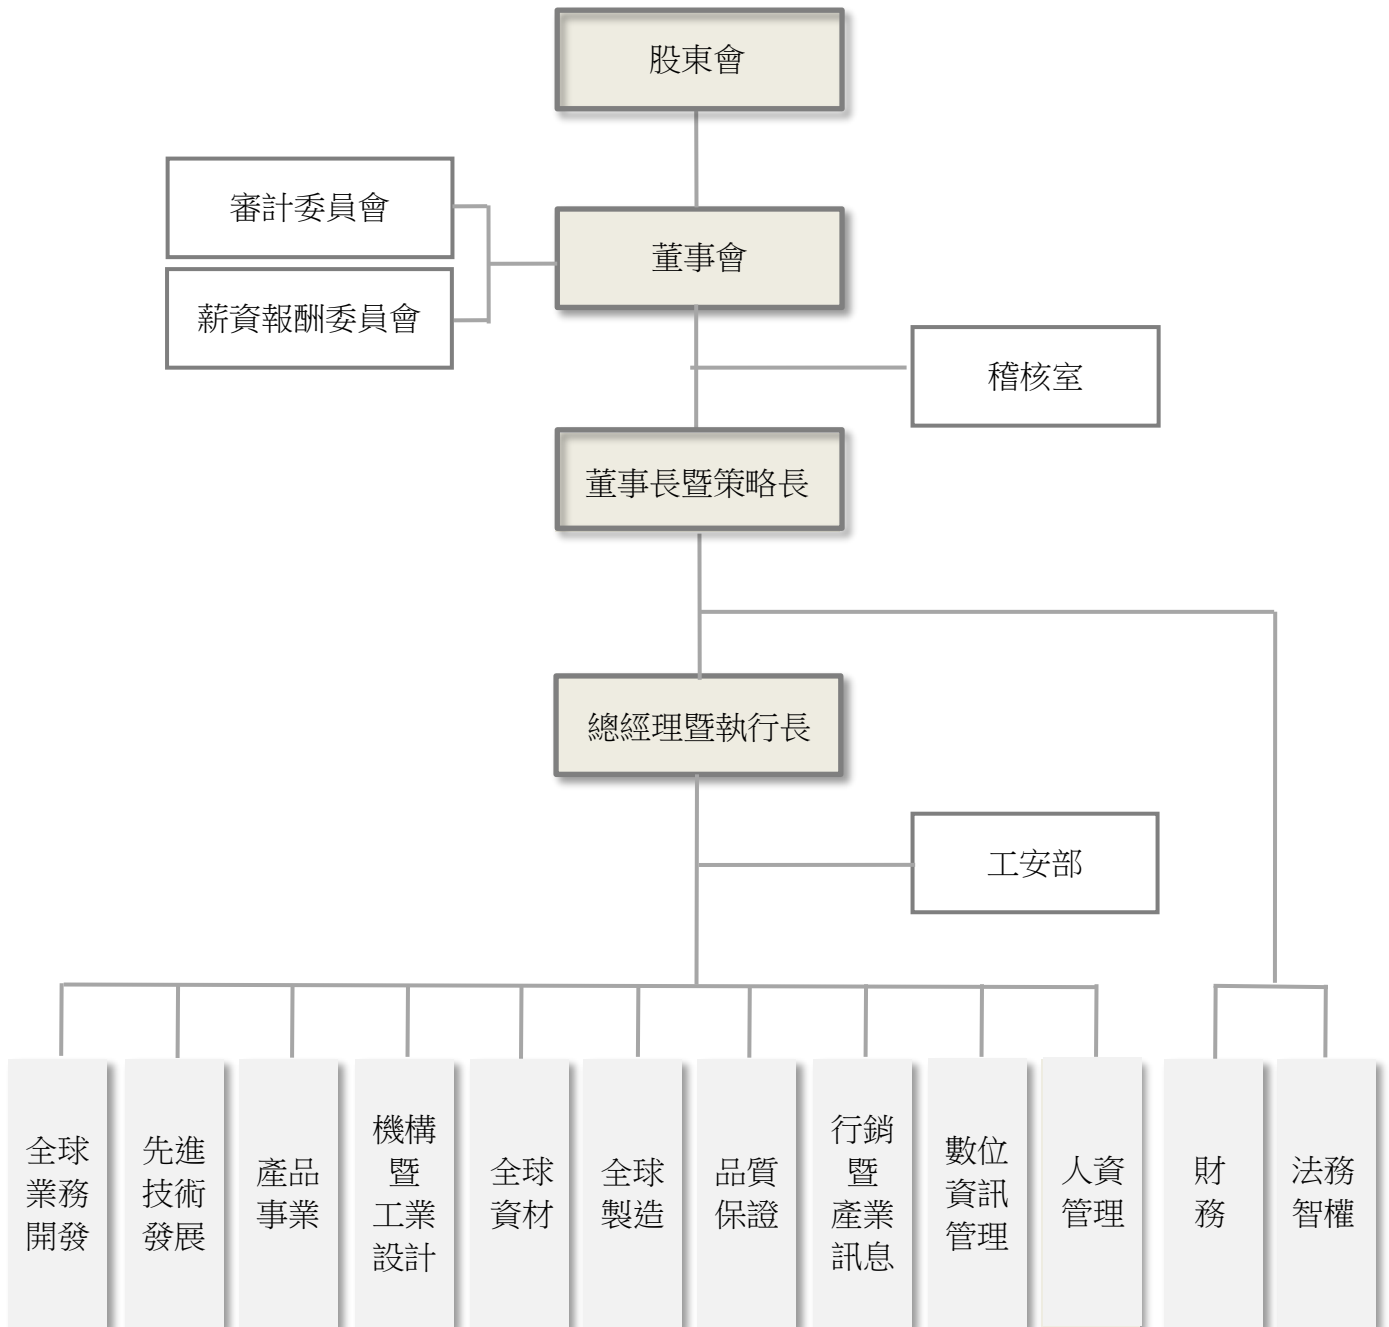 股東會
審計委員會
董事會
薪資報酬委員會
稽核室
董事長暨策略長
總經理暨執行長
工安部
全球
業務
開發
先進
技術
發展
產品
事業
機構
暨
工業
設計
全球
資材
全球
製造
品質
保證
行銷
暨
產業
訊息
數位
資訊
管理
人資
管理
財
務
法務
智權